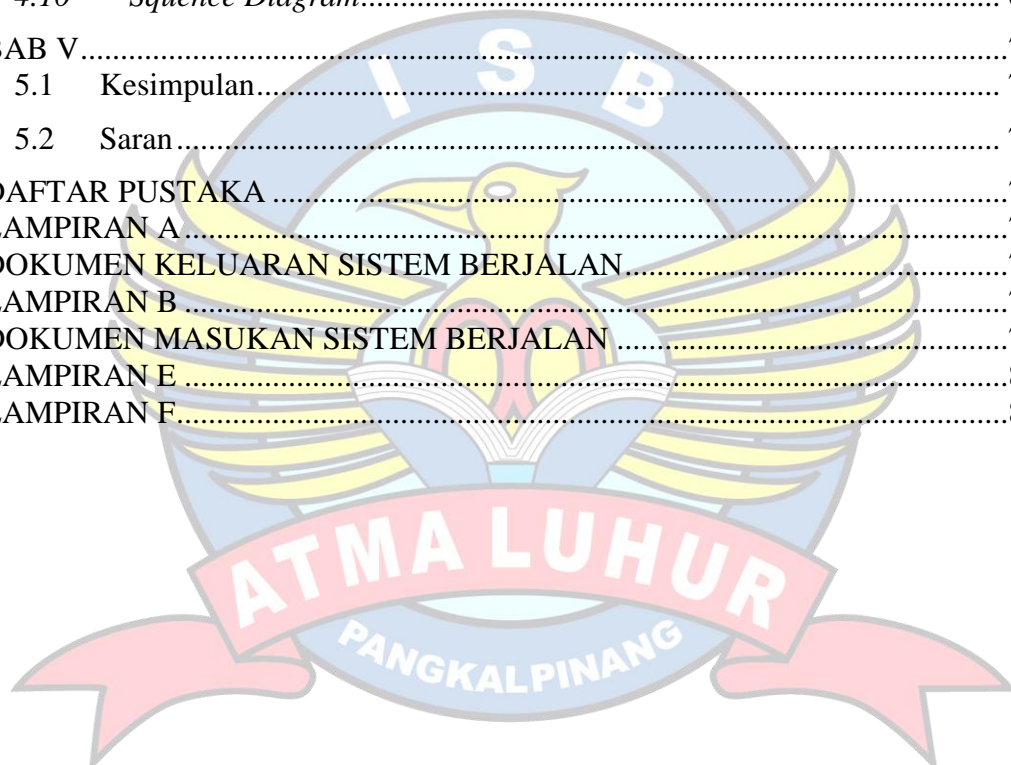 4.10 Squence Diagram
BAB V
5.1 Kesimpulan
5.2 Saran
DAFTAR PUSTAKA
LAMPIRAN A
DOKUMEN KELUARAN SISTEM BERJALAN
LAMPIRAN B
DOKUMEN MASUKAN SISTEM BERJALAN
LAMPIRAN E
LAMPIRAN F
I S B
ATMA LUHUR
PANGKALPINANG